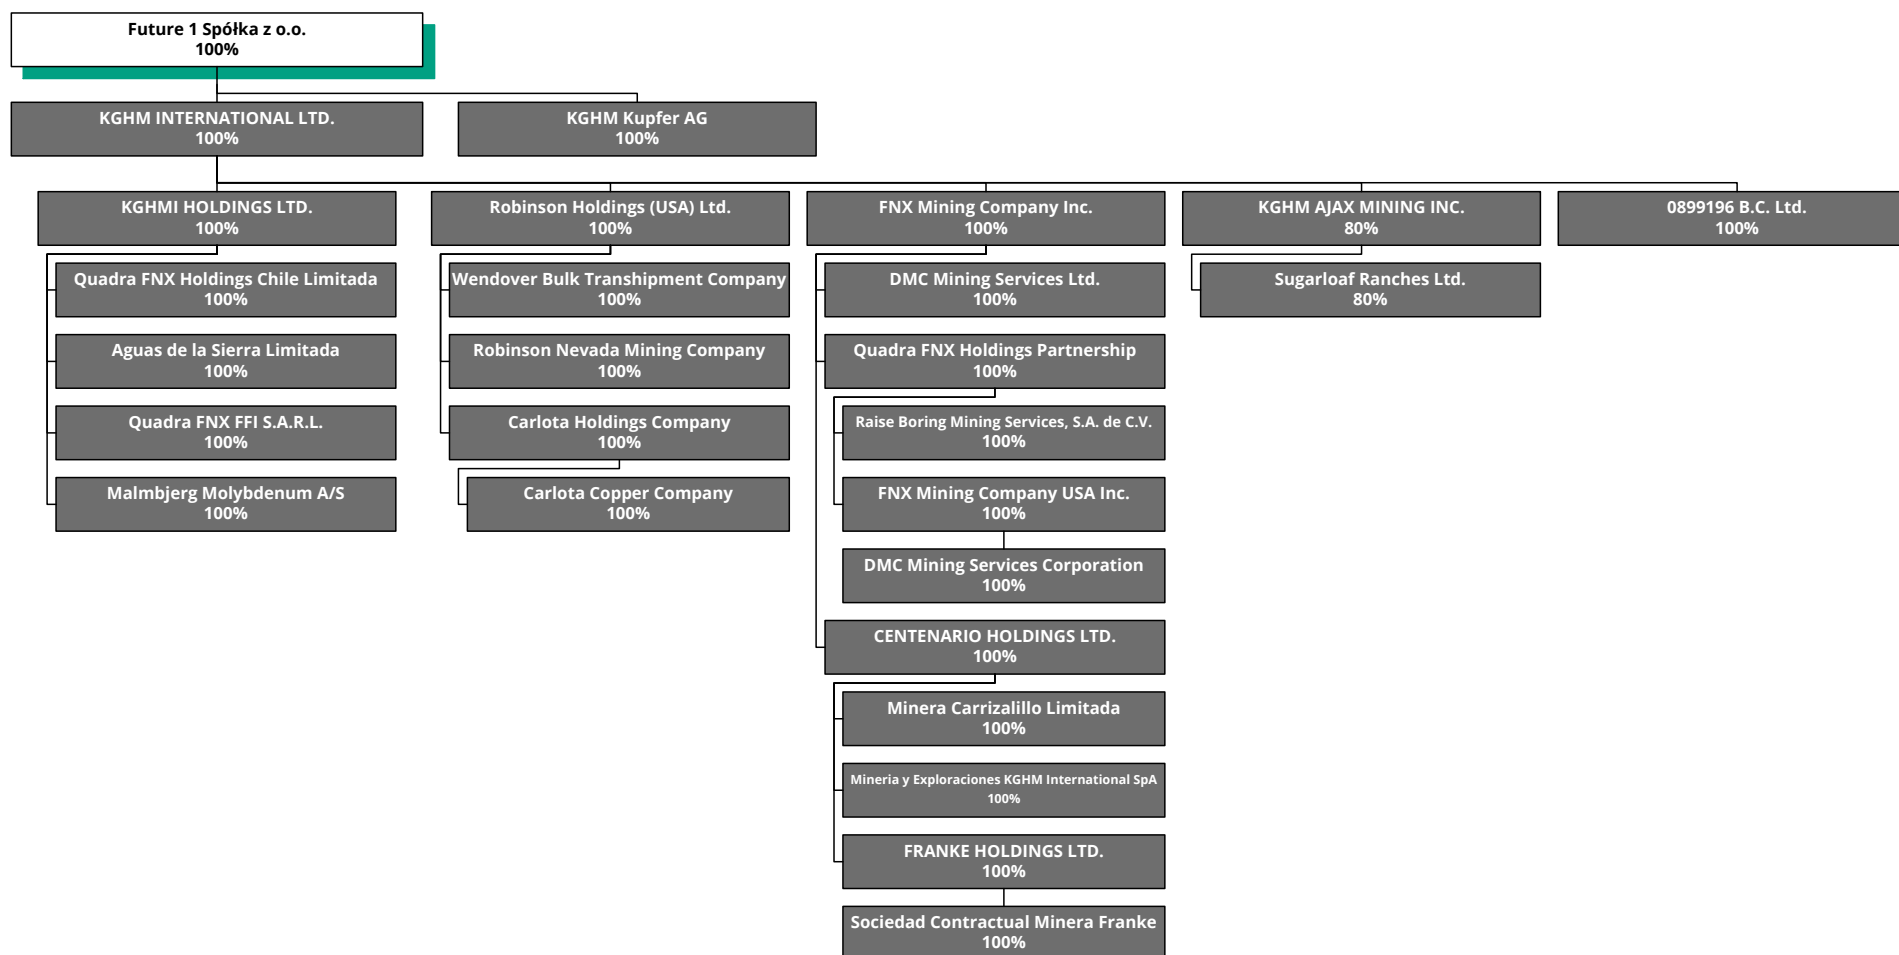 Future 1 Spółka z o.o.
100%
KGHM INTERNATIONAL LTD.
100%
KGHM Kupfer AG
100%
KGHMI HOLDINGS LTD.
100%
Robinson Holdings (USA) Ltd.
100%
FNX Mining Company Inc.
100%
KGHM AJAX MINING INC.
80%
0899196 B.C. Ltd.
100%
Quadra FNX Holdings Chile Limitada
100%
Wendover Bulk Transhipment Company
100%
DMC Mining Services Ltd.
100%
Sugarloaf Ranches Ltd.
80%
Aguas de la Sierra Limitada
100%
Robinson Nevada Mining Company
100%
Quadra FNX Holdings Partnership
100%
Quadra FNX FFI S.A.R.L.
100%
Carlota Holdings Company
100%
Raise Boring Mining Services, S.A. de C.V.
100%
Malmbjerg Molybdenum A/S
100%
Carlota Copper Company
100%
FNX Mining Company USA Inc.
100%
DMC Mining Services Corporation
100%
CENTENARIO HOLDINGS LTD.
100%
Minera Carrizalillo Limitada
100%
Mineria y Exploraciones KGHM International SpA
100%
FRANKE HOLDINGS LTD.
100%
Sociedad Contractual Minera Franke
100%